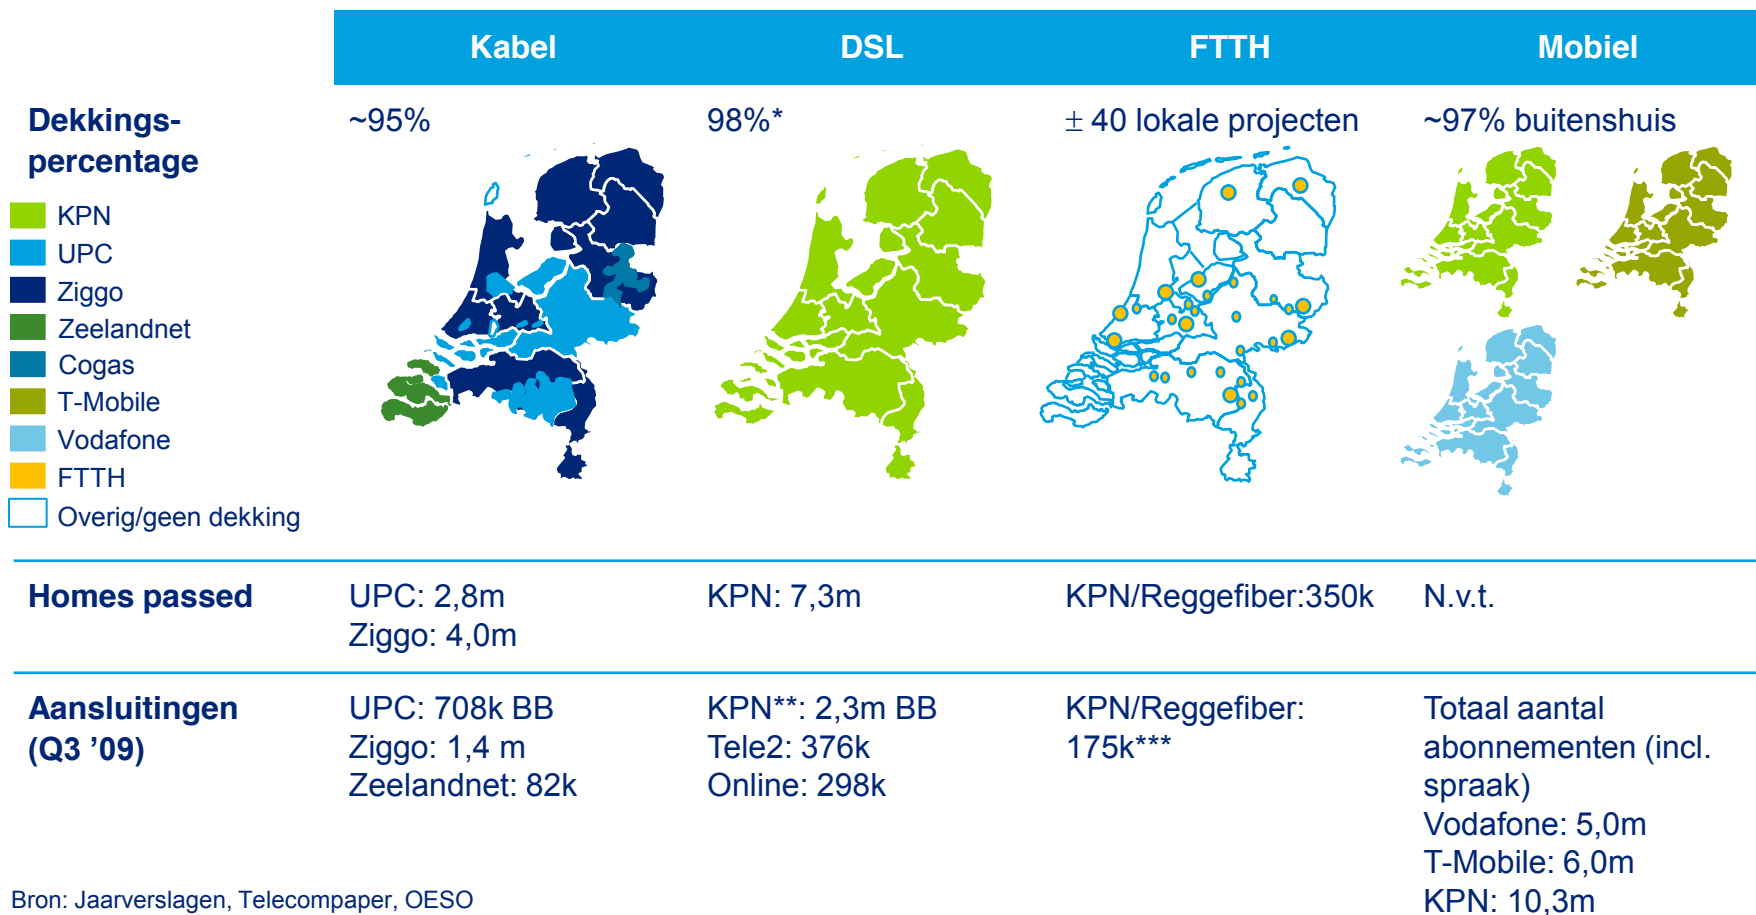 Kabel DSL FTTH Mobiel
Dekkings-
percentage
~95%
98%*
± 40 lokale projecten
~97% buitenshuis
KPN
UPC
Ziggo
Zeelandnet
Cogas
T-Mobile
Vodafone
FTTH
Overig/geen dekking
Homes passed
UPC: 2,8m
Ziggo: 4,0m
KPN: 7,3m
KPN/Reggefiber:350k
N.v.t.
Aansluitingen
(Q3 ’09)
UPC: 708k BB
Ziggo: 1,4 m
Zeelandnet: 82k
KPN**: 2,3m BB
Tele2: 376k
Online: 298k
KPN/Reggefiber:
175k***
Totaal aantal
abonnementen (incl.
spraak)
Vodafone: 5,0m
T-Mobile: 6,0m
KPN: 10,3m
Bron: Jaarverslagen, Telecompaper, OESO